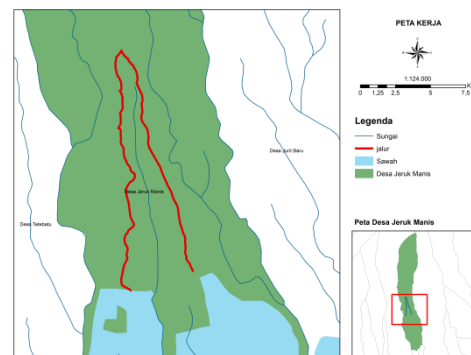 PETA KERJA
1:124.000
0 1,25 2,5 5 7,5
K
Legenda
Sungai
jalur
Sawah
Desa Jeruk Manis
Peta Desa Jeruk Manis
Desa Jurit Baru
Desa Jeruk Manis
Desa Tetebatu